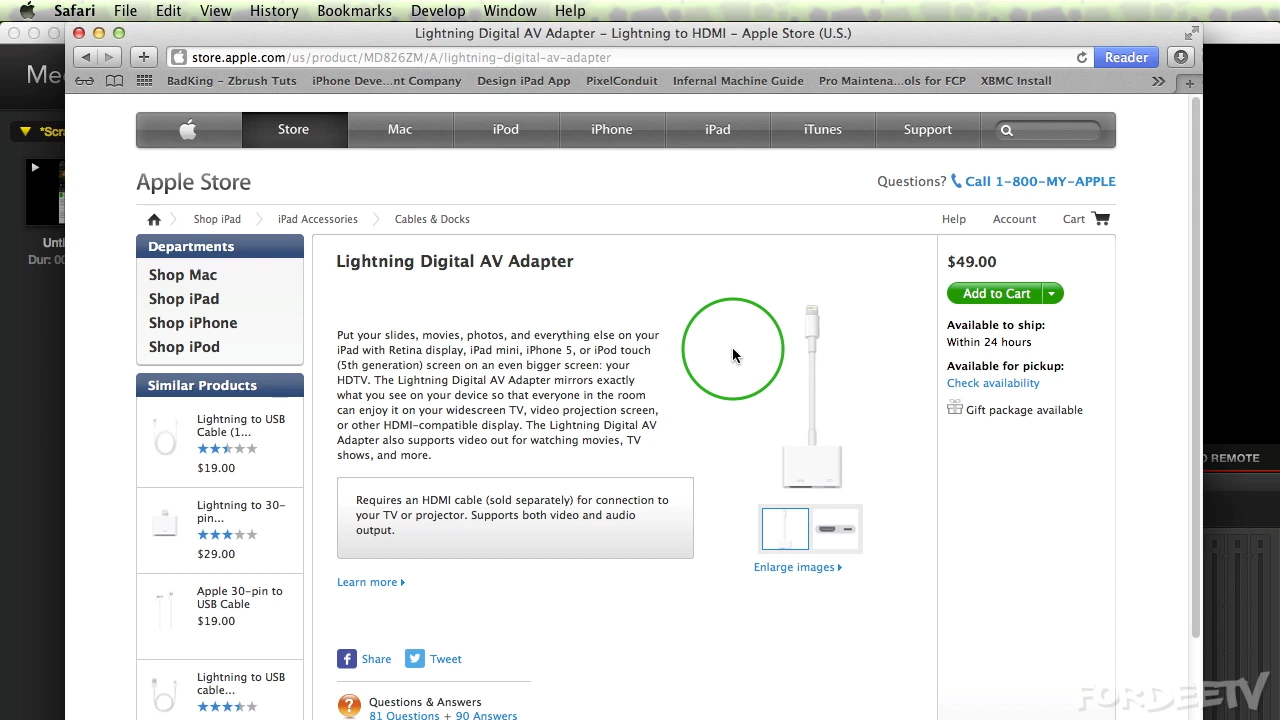 Safari File Edit View History Bookmarks Develop Window Help
Lightning Digital AV Adapter – Lightning to HDMI – Apple Store (U.S.)
store.apple.com/us/product/MD826ZM/A/lightning-digital-av-adapter
Reader
BadKing – Zbrush Tuts iPhone Deve...nt Company Design iPad App PixelConduit Infernal Machine Guide Pro Maintena...ols for FCP XBMC Install
Store Mac iPod iPhone iPad iTunes Support
Apple Store
Questions? Call 1-800-MY-APPLE
Shop iPad iPad Accessories Cables & Docks
Help Account Cart
Departments
Shop Mac
Shop iPad
Shop iPhone
Shop iPod
Similar Products
Lightning to USB
Cable (1...
$19.00
Lightning to 30-
pin...
$29.00
Apple 30-pin to
USB Cable
$19.00
Lightning to USB
cable...
Lightning Digital AV Adapter
Put your slides, movies, photos, and everything else on your
iPad with Retina display, iPad mini, iPhone 5, or iPod touch
(5th generation) screen on an even bigger screen: your
HDTV. The Lightning Digital AV Adapter mirrors exactly
what you see on your device so that everyone in the room
can enjoy it on your widescreen TV, video projection screen,
or other HDMI-compatible display. The Lightning Digital AV
Adapter also supports video out for watching movies, TV
shows, and more.
Requires an HDMI cable (sold separately) for connection to
your TV or projector. Supports both video and audio
output.
Learn more
Enlarge images
Share Tweet
Questions & Answers
81 Questions + 90 Answers
$49.00
Add to Cart
Available to ship:
Within 24 hours
Available for pickup:
Check availability
Gift package available
REMOTE
FORDEETV